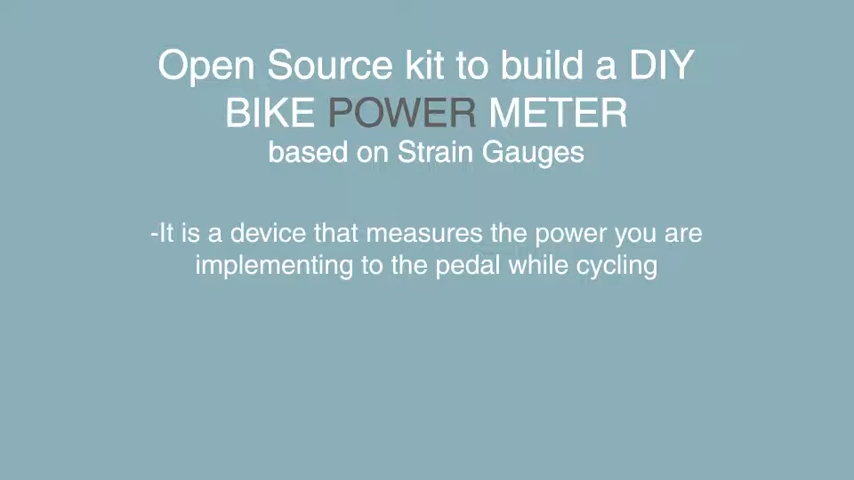 Open Source kit to build a DIY
BIKE POWER METER
based on Strain Gauges
-It is a device that measures the power you are
implementing to the pedal while cycling